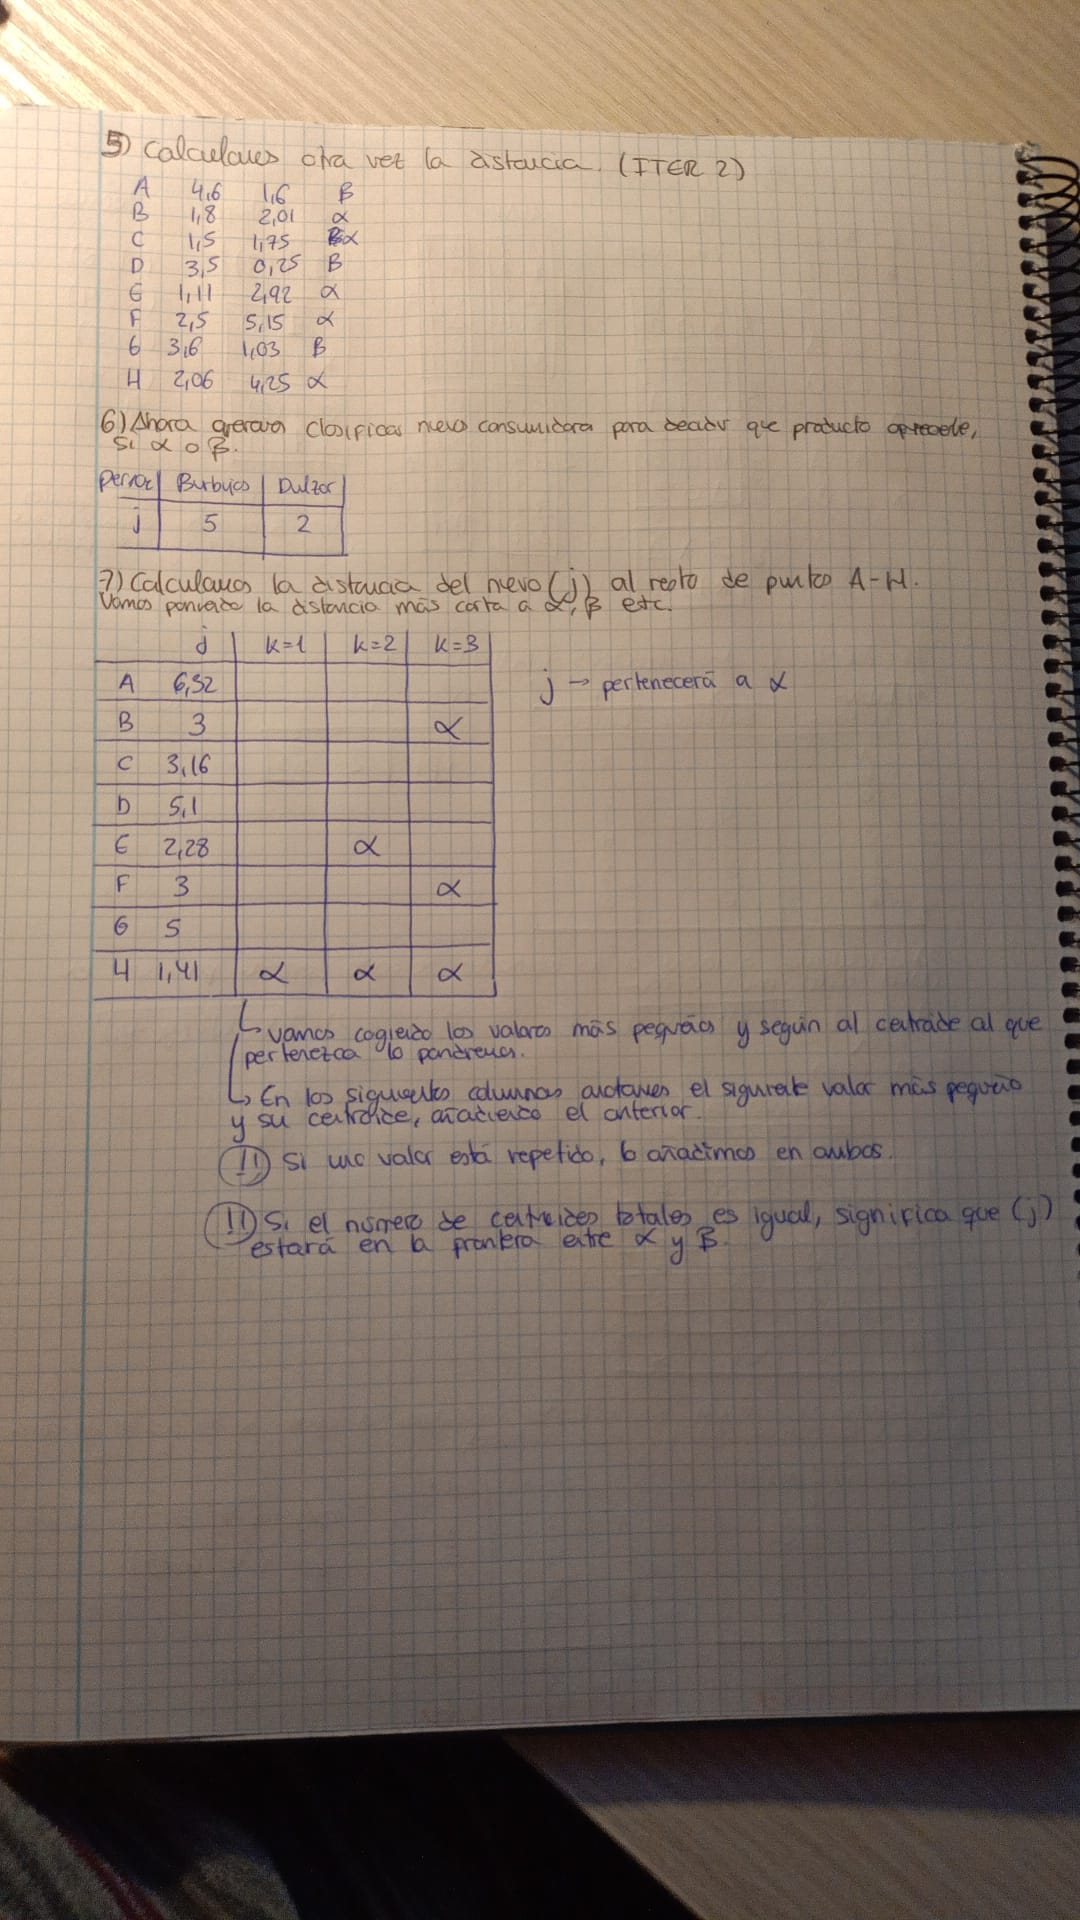 5) Calculamos otra vez la distancia. (ITER 2)
A 4,6 1,6 B
B 1,8 2,01 α
C 1,5 1,75 α
D 3,5 0,25 B
E 1,11 2,92 α
F 2,5 5,15 α
G 3,6 1,03 B
H 2,06 4,25 α
6) Ahora queremos clasificar nueva consumidora para decidir que producto
si α o β.
Burbujas Dulzor
j 5 2
7) Calculamos la distancia del nuevo (j) al resto de puntos A-H.
Vamos poniendo la distancia más corta a α, β etc.
j k=1 k=2 k=3
A 6,32
j → pertenecerá a α
B 3 α
C 3,16
D 5,1
E 2,28 α
F 3 α
G 5
H 1,41 α α α
↳ vamos cogiendo los valores más pequeños y según al centroide al que
pertenezca lo pondremos.
↳ En las siguientes columnas anotamos el siguiente valor más pequeño
y su centroide, añadiendo el anterior.
!! Si un valor está repetido, lo añadimos en ambos.
!! Si el número de centroides totales es igual, significa que (j)
estará en la frontera entre α y β.